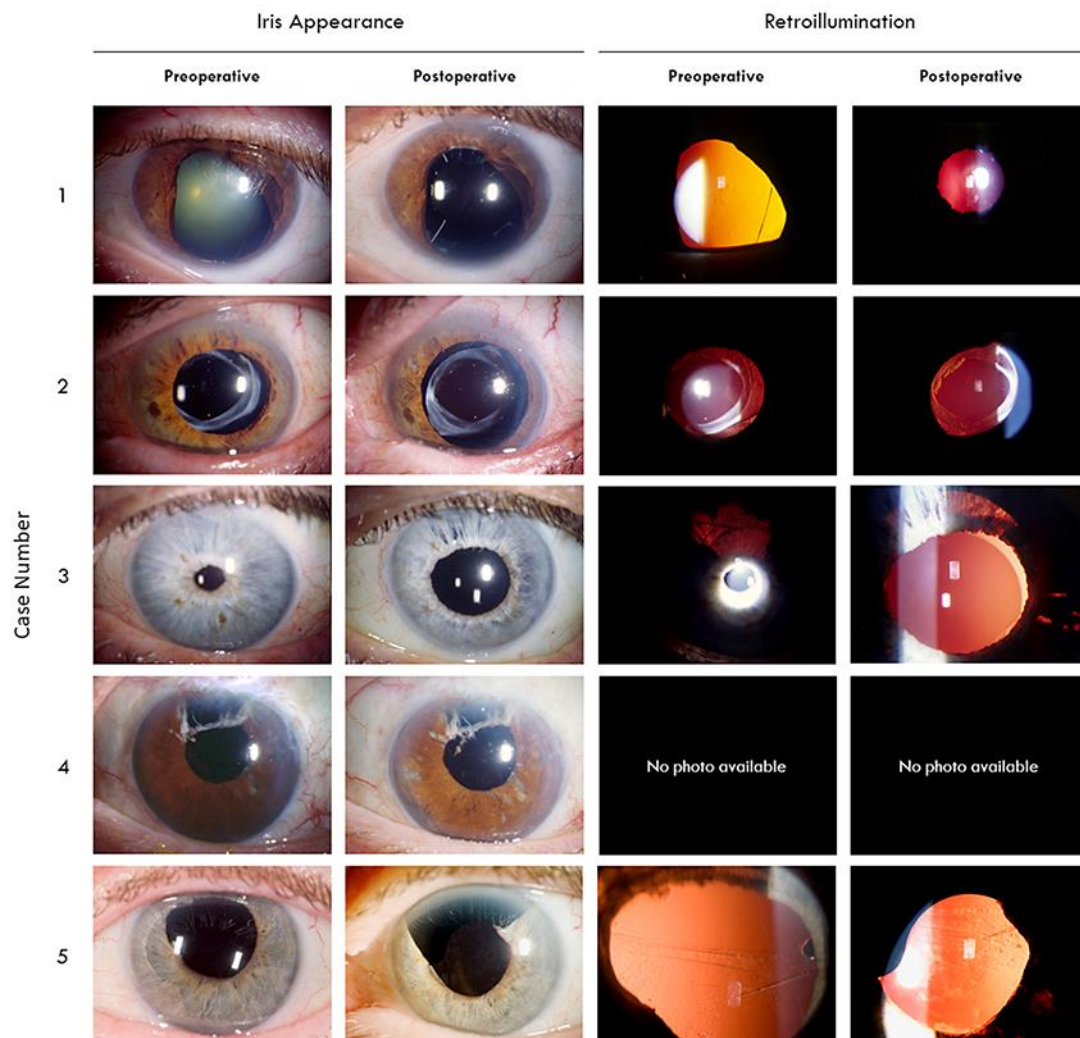 Iris Appearance
Retroillumination
Preoperative
Postoperative
Preoperative
Postoperative
Case Number
1
2
3
4
No photo available
No photo available
5